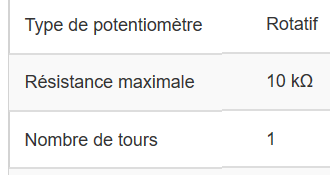 Type de potentiomètre Rotatif
Résistance maximale 10 kΩ
Nombre de tours 1